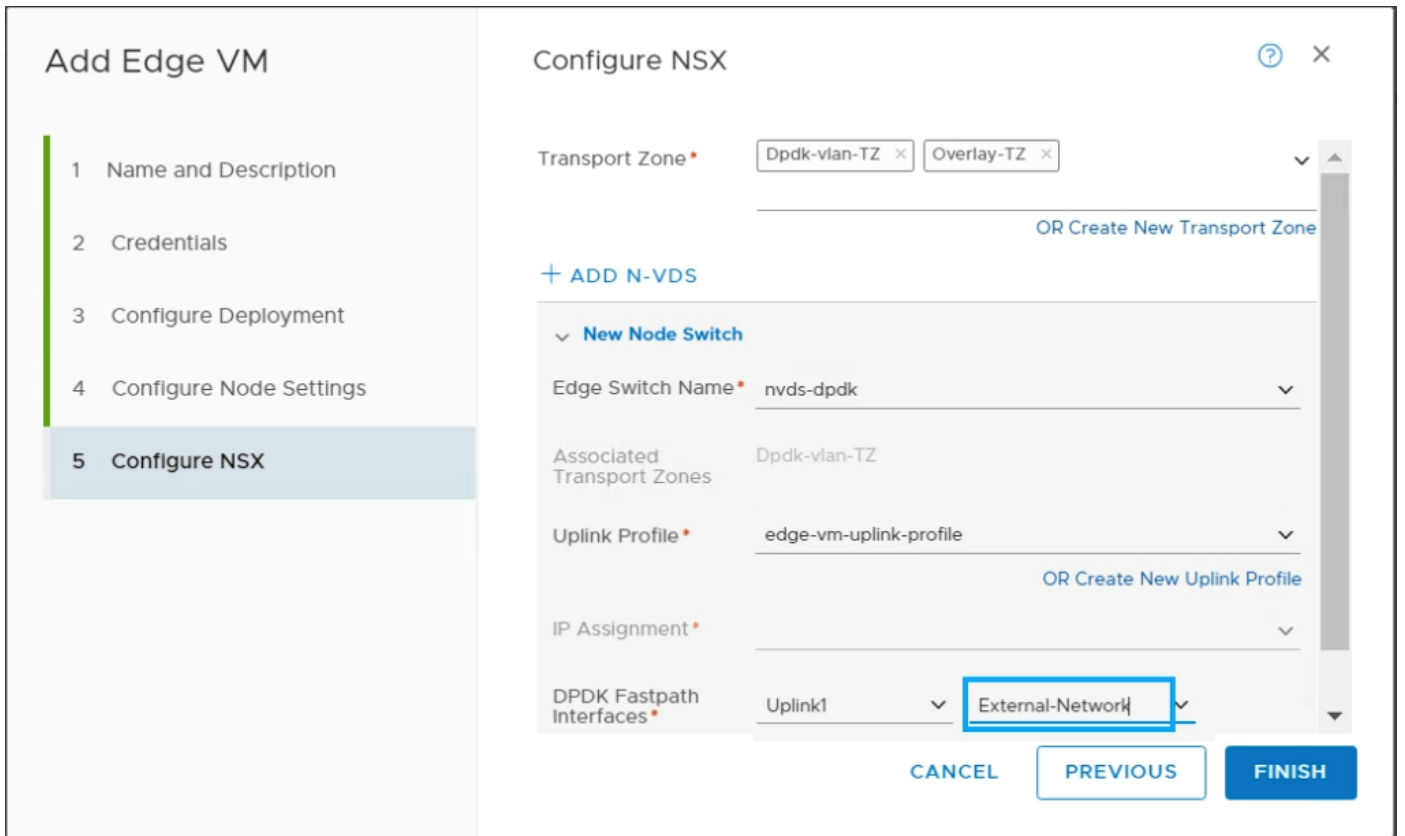 Add Edge VM
1 Name and Description
2 Credentials
3 Configure Deployment
4 Configure Node Settings
5 Configure NSX
Configure NSX
?
Transport Zone*
Dpdk-vlan-TZ × Overlay-TZ ×
OR Create New Transport Zone
+ ADD N-VDS
New Node Switch
Edge Switch Name* nvds-dpdk
Associated Dpdk-vlan-TZ
Transport Zones
Uplink Profile* edge-vm-uplink-profile
OR Create New Uplink Profile
IP Assignment*
DPDK Fastpath
Interfaces* Uplink1 External-Network
CANCEL PREVIOUS FINISH